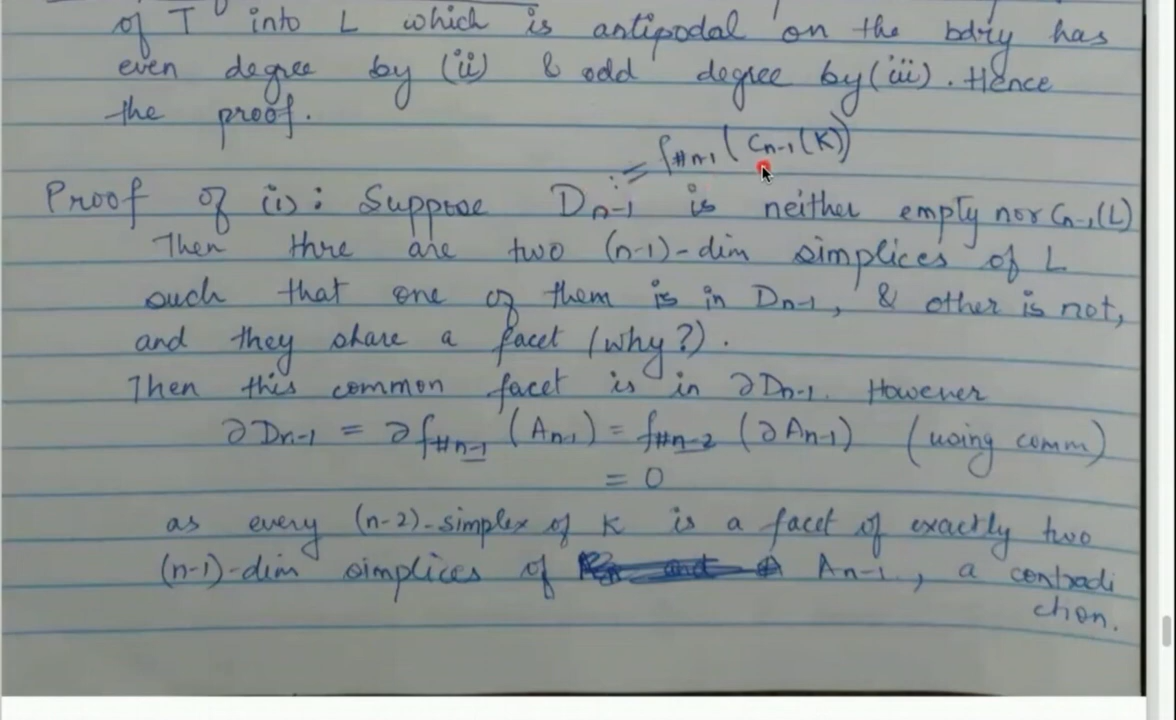 of T into L which is antipodal on the bdry has
even degree by (ii) & odd degree by (iii). Hence
the proof.
:= f#n-1 (Cn-1(K))
Proof of (i): Suppose Dn-1 is neither empty nor Cn-1(L)
Then thre are two (n-1)-dim simplices of L
such that one of them is in Dn-1, & other is not,
and they share a facet (why?).
Then this common facet is in ∂Dn-1. However
∂Dn-1 = ∂f#n-1 (An-1) = f#n-2 (∂An-1) (using comm)
= 0
as every (n-2)-simplex of K is a facet of exactly two
(n-1)-dim simplices of An-1, a contradi
ction.